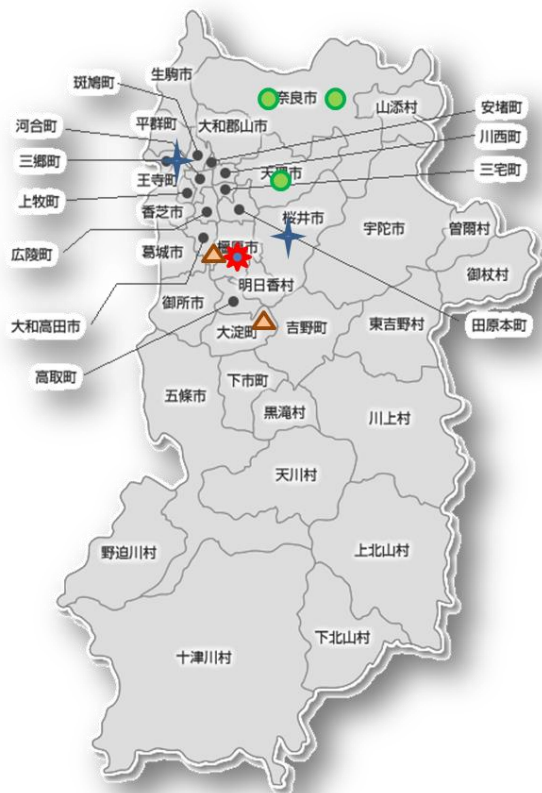 生駒市
斑鳩町
奈良市
山添村
安堵町
河合町
平群町
大和郡山市
川西町
三郷町
王寺町
三宅町
上牧町
香芝市
桜井市
宇陀市
曽爾村
広陵町
葛城市
御杖村
明日香村
御所市
大和高田市
大淀町
吉野町
東吉野村
田原本町
高取町
五條市
下市町
黒滝村
川上村
天川村
野迫川村
上北山村
下北山村
十津川村